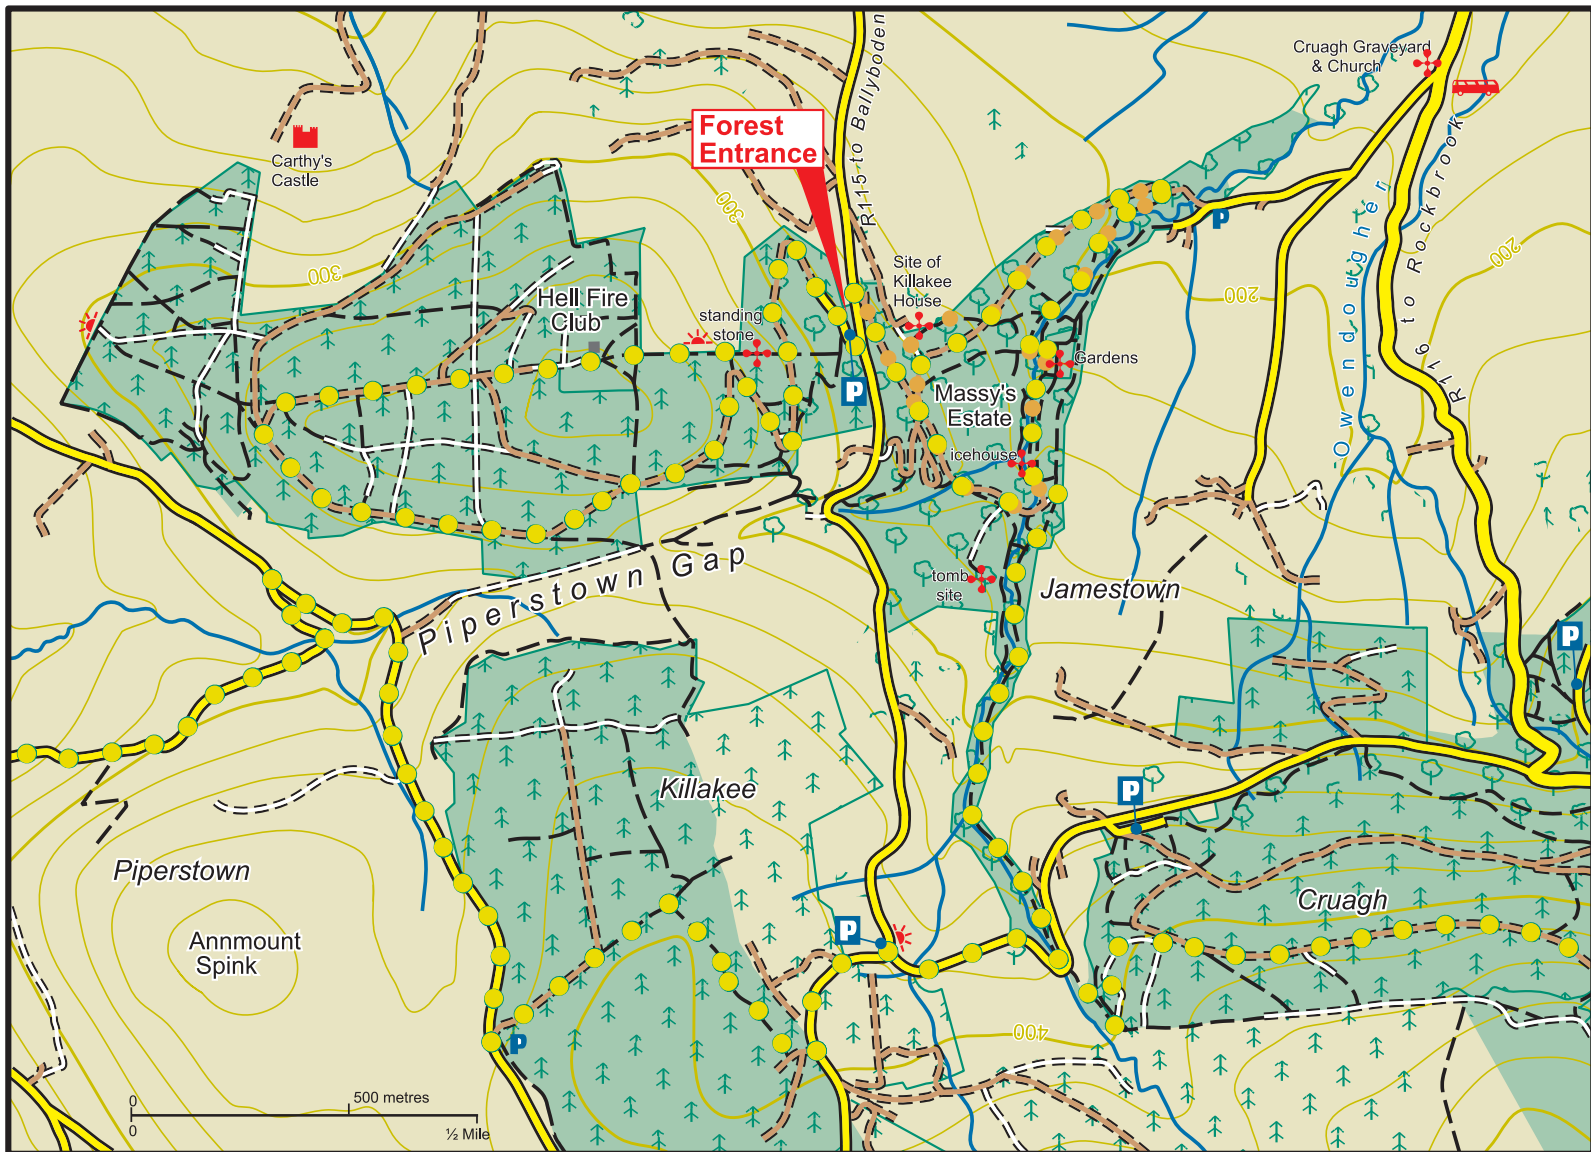 Cruagh Graveyard
& Church
R115 to Ballyboden
Forest
Entrance
Carthy's
Castle
300
300
P
200
200
Owendougher
R116 to Rockbrook
Site of
Killakee
House
Hell Fire
Club
standing
stone
Gardens
P
Massy's
Estate
icehouse
Piperstown Gap
tomb
site
Jamestown
P
Killakee
P
Piperstown
Cruagh
Annmount
Spink
P
400
P
0
500 metres
0
½ Mile